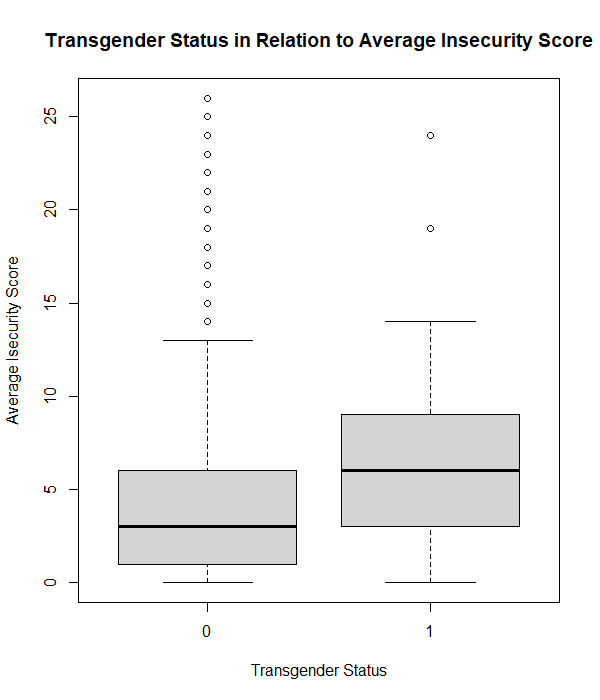 Transgender Status in Relation to Average Insecurity Score
25
20
15
10
5
0
Average Isecurity Score
0
1
Transgender Status